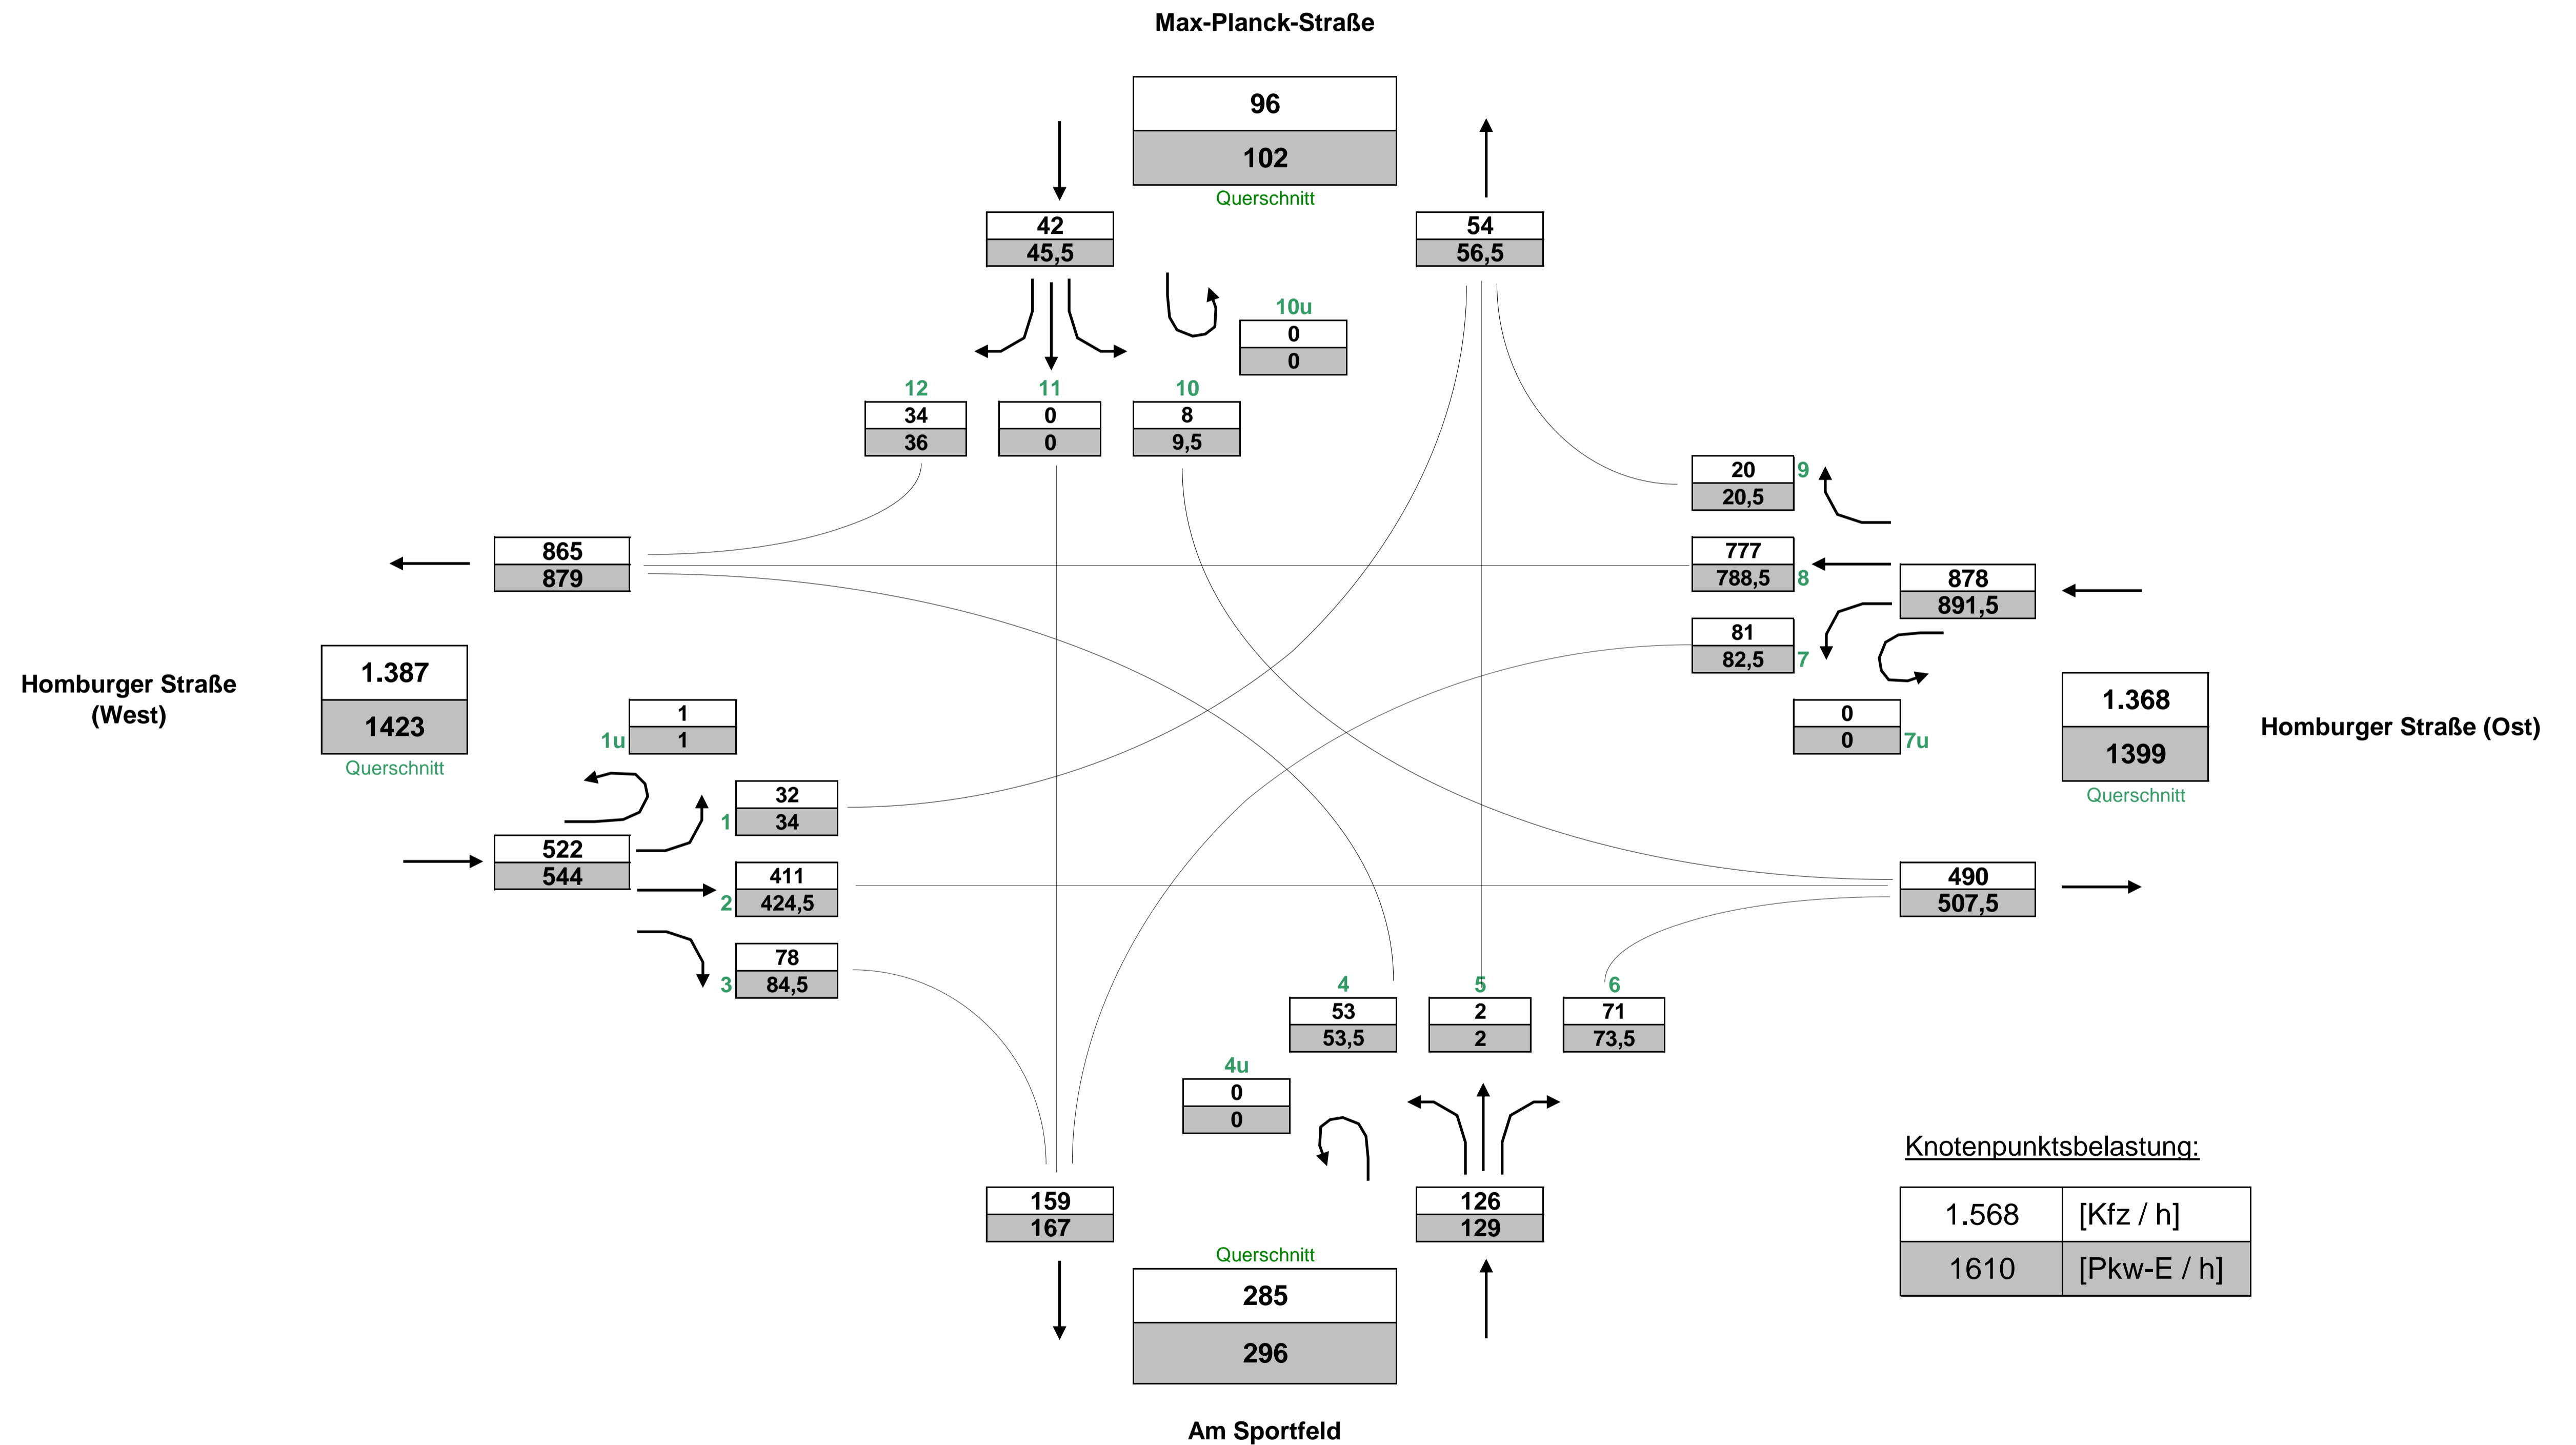 Max-Planck-Straße
96
102
Querschnitt
42
45,5
54
56,5
10u
0
0
12 11 10
34 0 8
36 0 9,5
20 9
20,5
865
879
777
788,5 8
878
891,5
81
82,5 7
Homburger Straße
(West)
1.387
1423
Querschnitt
1
1u 1
0
0 7u
1.368
1399
Querschnitt
Homburger Straße (Ost)
32
1 34
522
544
411
2 424,5
490
507,5
78
3 84,5
4 5 6
53 2 71
53,5 2 73,5
4u
0
0
159
167
126
129
Querschnitt
285
296
Knotenpunktsbelastung:
1.568 [Kfz / h]
1610 [Pkw-E / h]
Am Sportfeld